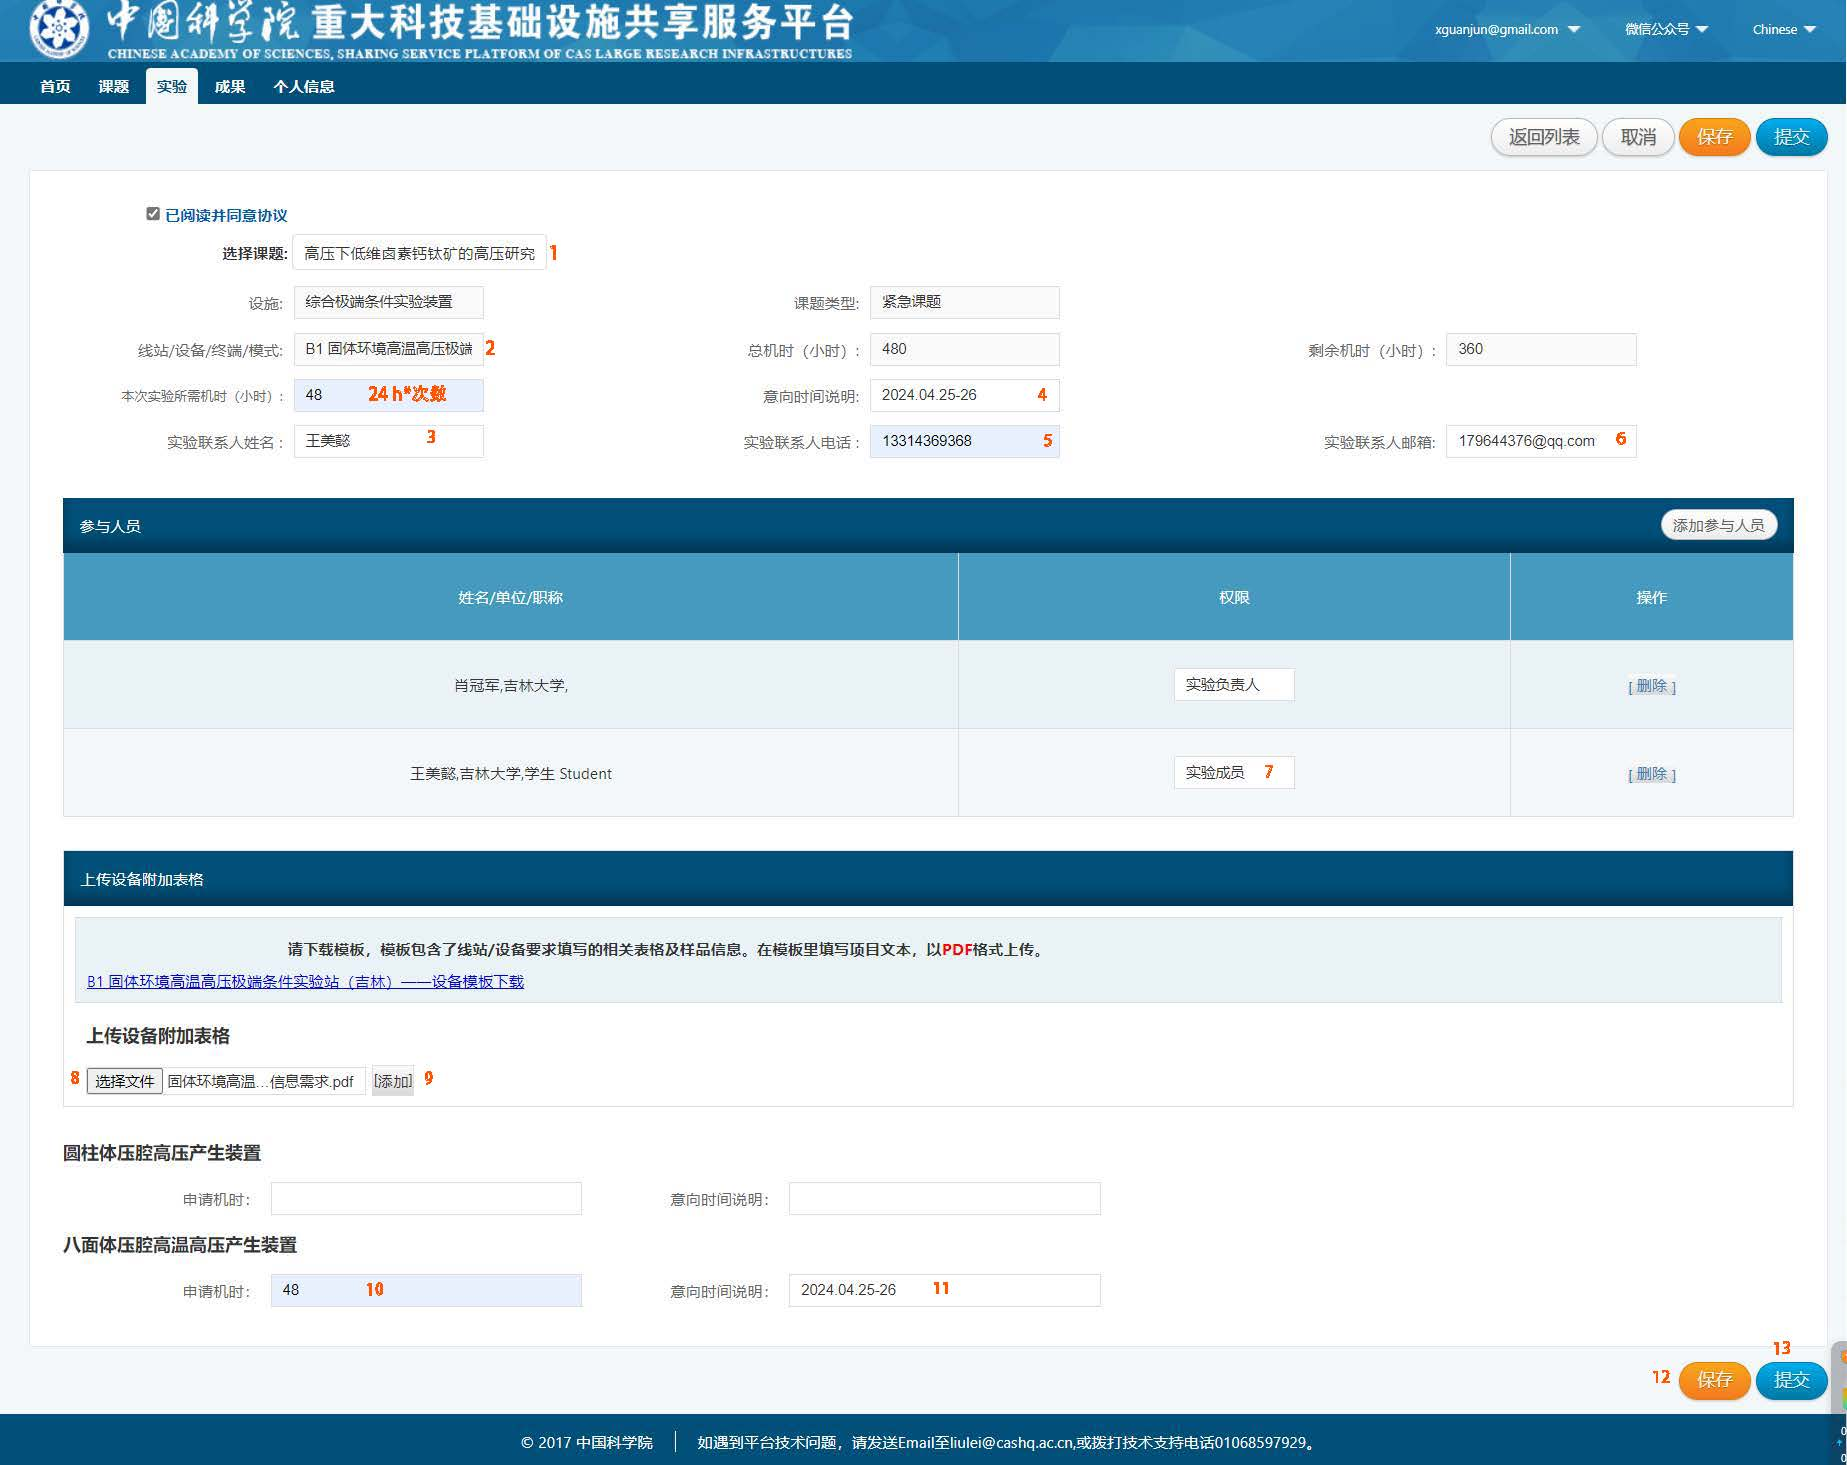 中国科学院 重大科技基础设施共享服务平台
CHINESE ACADEMY OF SCIENCES, SHARING SERVICE PLATFORM OF CAS LARGE RESEARCH INFRASTRUCTURES
xguanjun@gmail.com 微信公众号 Chinese
首页 课题 实验 成果 个人信息
返回列表 取消 保存 提交
已阅读并同意协议
选择课题: 高压下低维卤素钙钛矿的高压研究 1
设施: 综合极端条件实验装置 课题类型: 紧急课题
线站/设备/终端/模式: B1 固体环境高温高压极端 2 总机时（小时）: 480 剩余机时（小时）: 360
本次实验所需机时（小时）: 48 24 h*次数 意向时间说明: 2024.04.25-26 4
实验联系人姓名 : 王美懿 3 实验联系人电话 : 13314369368 5 实验联系人邮箱: 179644376@qq.com 6
参与人员 添加参与人员
姓名/单位/职称 权限 操作
肖冠军,吉林大学, 实验负责人 [ 删除 ]
王美懿,吉林大学,学生 Student 实验成员 7 [ 删除 ]
上传设备附加表格
请下载模板，模板包含了线站/设备要求填写的相关表格及样品信息。在模板里填写项目文本，以PDF格式上传。
B1 固体环境高温高压极端条件实验站（吉林）——设备模板下载
上传设备附加表格
8 选择文件 固体环境高温...信息需求.pdf [添加] 9
圆柱体压腔高压产生装置
申请机时: 意向时间说明:
八面体压腔高温高压产生装置
申请机时: 48 10 意向时间说明: 2024.04.25-26 11
13
12 保存 提交
© 2017 中国科学院 │ 如遇到平台技术问题，请发送Email至liulei@cashq.ac.cn,或拨打技术支持电话01068597929。